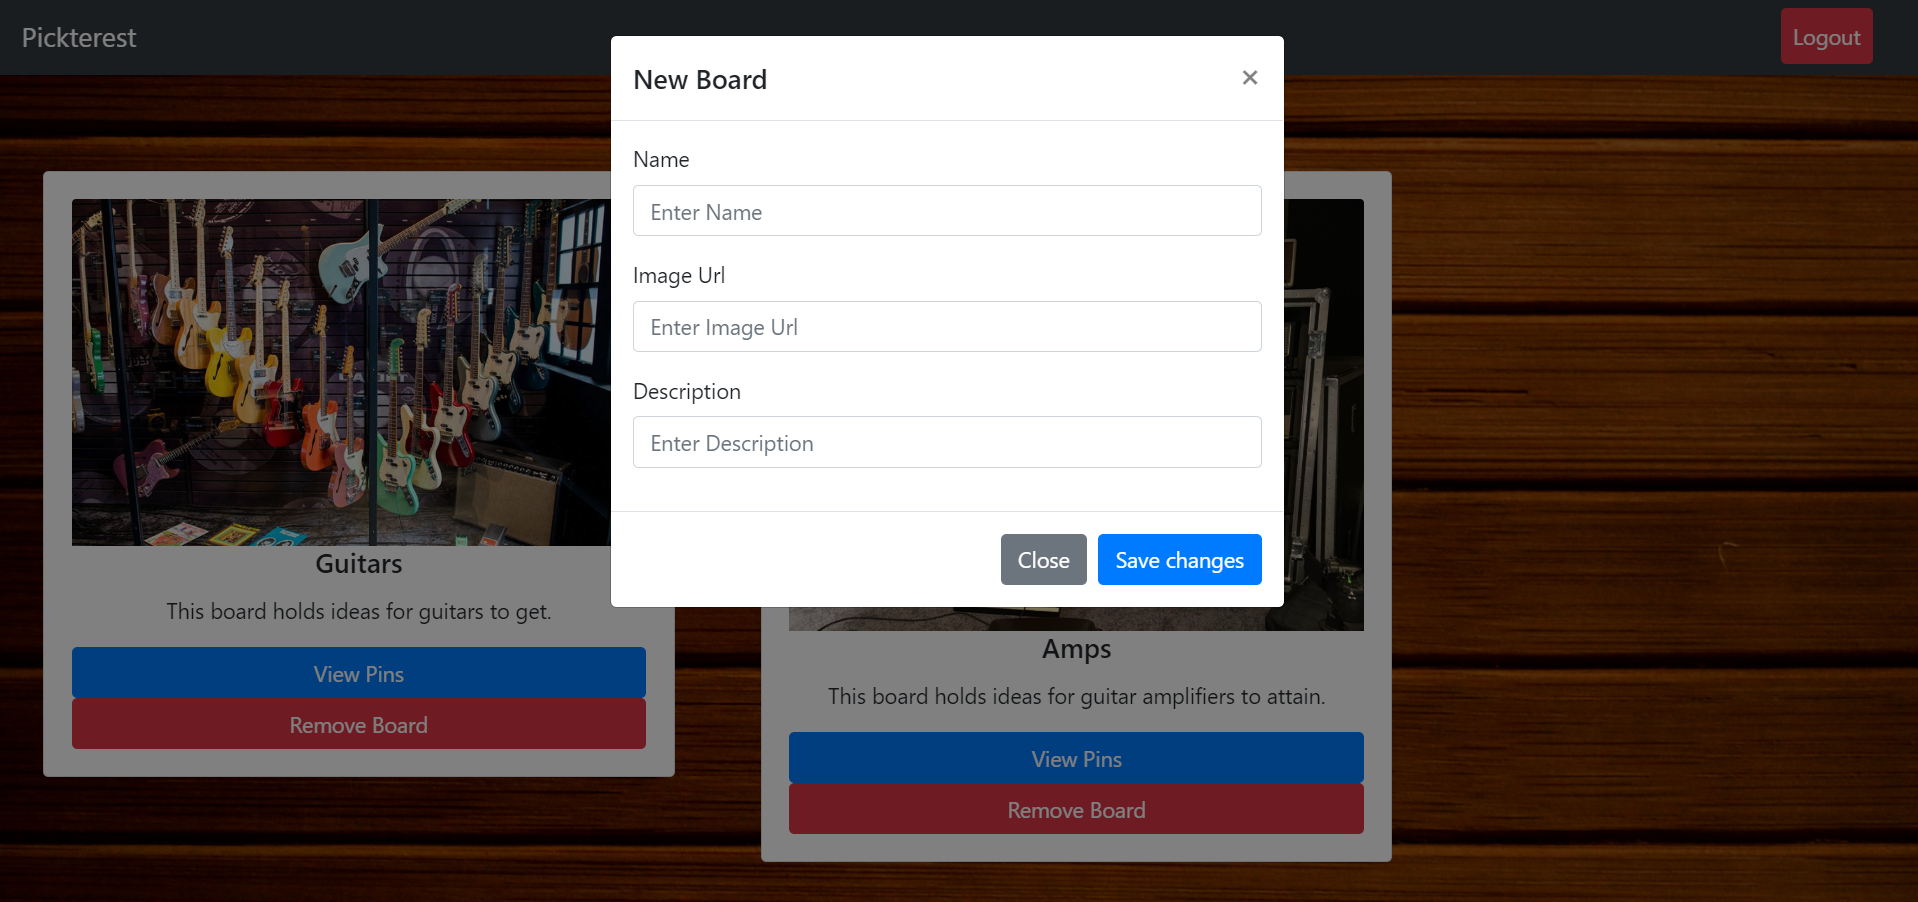 Pickterest
Logout
New Board
×
Name
Enter Name
Image Url
Enter Image Url
Description
Enter Description
Close
Save changes
Guitars
This board holds ideas for guitars to get.
View Pins
Remove Board
Amps
This board holds ideas for guitar amplifiers to attain.
View Pins
Remove Board